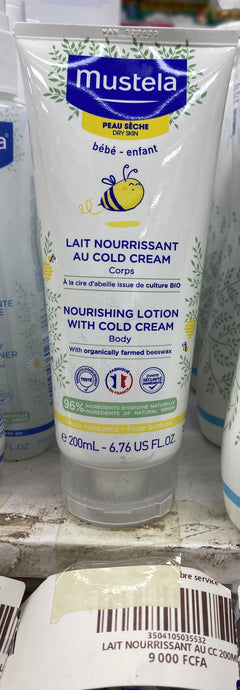 mustela
PEAU SÈCHE
DRY SKIN
bébé - enfant
LAIT NOURRISSANT
AU COLD CREAM
Corps
À la cire d'abeille issue de culture BIO
NOURISHING LOTION
WITH COLD CREAM
Body
With organically farmed beeswax
96% INGRÉDIENTS D'ORIGINE NATURELLE
INGREDIENTS OF NATURAL ORIGIN
Dès la naissance • From birth on
e 200mL - 6.76 US FL.OZ.
bre service
3504105035532
LAIT NOURRISSANT AU CC 200M
9 000 FCFA